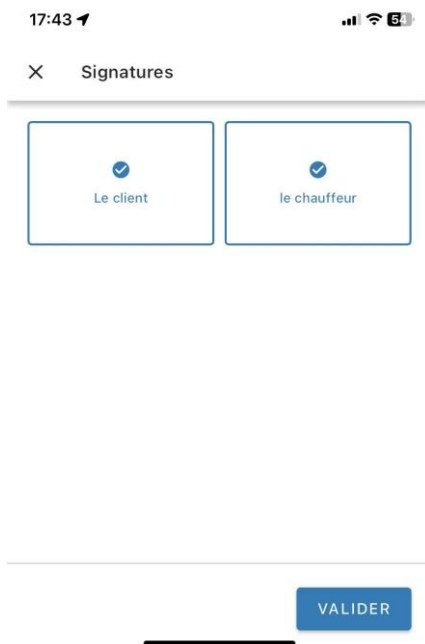 17:43
54
Signatures
Le client
le chauffeur
VALIDER